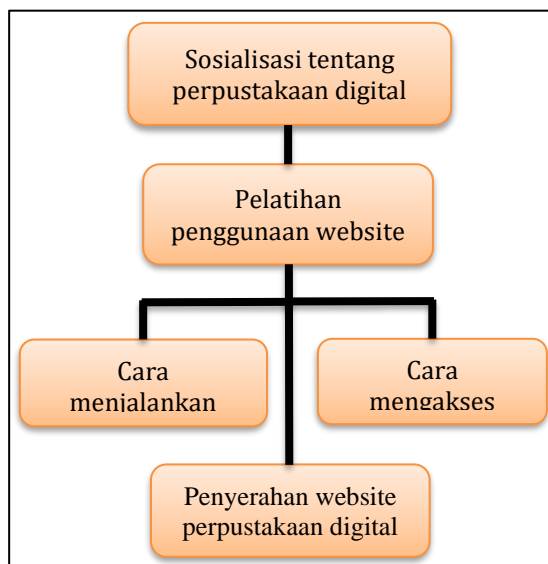 Sosialisasi tentang
perpustakaan digital
Pelatihan
penggunaan website
Cara
menjalankan
Cara
mengakses
Penyerahan website
perpustakaan digital